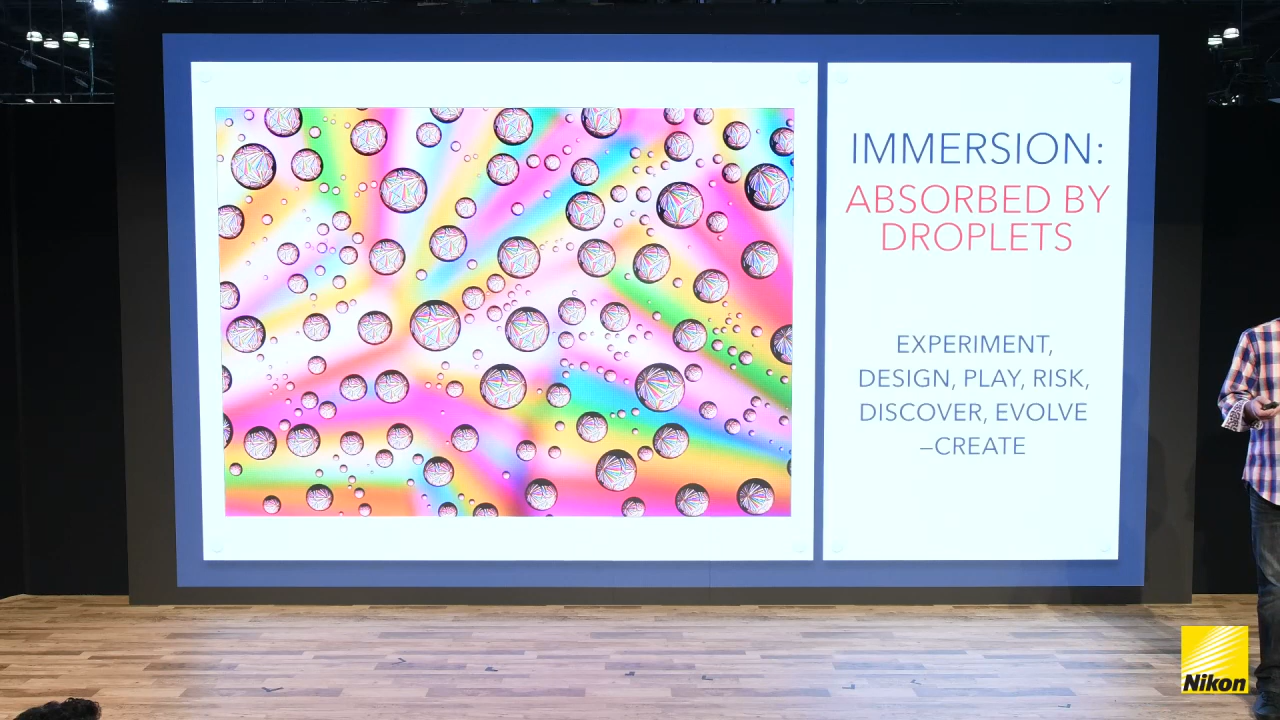 IMMERSION:
ABSORBED BY
DROPLETS
EXPERIMENT,
DESIGN, PLAY, RISK,
DISCOVER, EVOLVE
–CREATE
Nikon